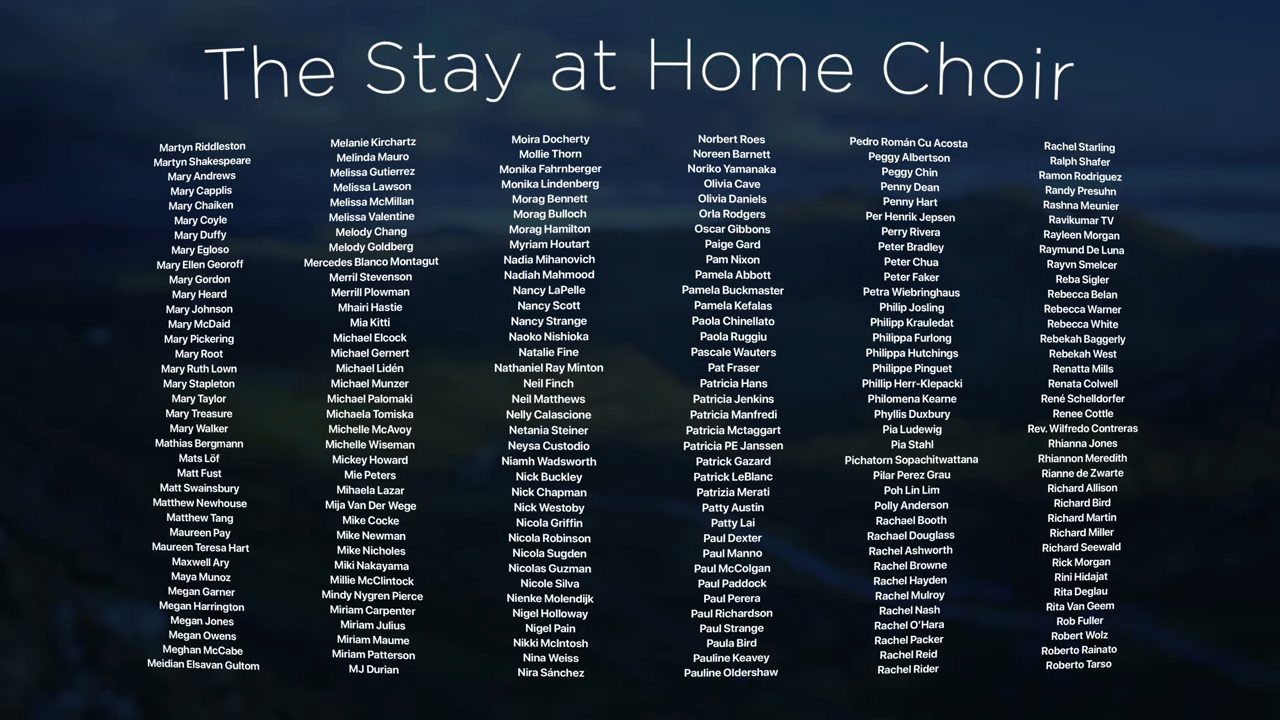 The Stay at Home Choir
Martyn Riddleston
Martyn Shakespeare
Mary Andrews
Mary Capplis
Mary Chaiken
Mary Coyle
Mary Duffy
Mary Egloso
Mary Ellen Georoff
Mary Gordon
Mary Heard
Mary Johnson
Mary McDaid
Mary Pickering
Mary Root
Mary Ruth Lown
Mary Stapleton
Mary Taylor
Mary Treasure
Mary Walker
Mathias Bergmann
Mats Löf
Matt Fust
Matt Swainsbury
Matthew Newhouse
Matthew Tang
Maureen Pay
Maureen Teresa Hart
Maxwell Ary
Maya Munoz
Megan Garner
Megan Harrington
Megan Jones
Megan Owens
Meghan McCabe
Meidian Elsavan Gultom
Melanie Kirchartz
Melinda Mauro
Melissa Gutierrez
Melissa Lawson
Melissa McMillan
Melissa Valentine
Melody Chang
Melody Goldberg
Mercedes Blanco Montagut
Merril Stevenson
Merrill Plowman
Mhairi Hastie
Mia Kitti
Michael Elcock
Michael Gernert
Michael Lidén
Michael Munzer
Michael Palomaki
Michaela Tomiska
Michelle McAvoy
Michelle Wiseman
Mickey Howard
Mie Peters
Mihaela Lazar
Mija Van Der Wege
Mike Cocke
Mike Newman
Mike Nicholes
Miki Nakayama
Millie McClintock
Mindy Nygren Pierce
Miriam Carpenter
Miriam Julius
Miriam Maume
Miriam Patterson
MJ Durian
Moira Docherty
Mollie Thorn
Monika Fahrnberger
Monika Lindenberg
Morag Bennett
Morag Bulloch
Morag Hamilton
Myriam Houtart
Nadia Mihanovich
Nadiah Mahmood
Nancy LaPelle
Nancy Scott
Nancy Strange
Naoko Nishioka
Natalie Fine
Nathaniel Ray Minton
Neil Finch
Neil Matthews
Nelly Calascione
Netania Steiner
Neysa Custodio
Niamh Wadsworth
Nick Buckley
Nick Chapman
Nick Westoby
Nicola Griffin
Nicola Robinson
Nicola Sugden
Nicolas Guzman
Nicole Silva
Nienke Molendijk
Nigel Holloway
Nigel Pain
Nikki McIntosh
Nina Weiss
Nira Sánchez
Norbert Roes
Noreen Barnett
Noriko Yamanaka
Olivia Cave
Olivia Daniels
Orla Rodgers
Oscar Gibbons
Paige Gard
Pam Nixon
Pamela Abbott
Pamela Buckmaster
Pamela Kefalas
Paola Chinellato
Paola Ruggiu
Pascale Wauters
Pat Fraser
Patricia Hans
Patricia Jenkins
Patricia Manfredi
Patricia Mctaggart
Patricia PE Janssen
Patrick Gazard
Patrick LeBlanc
Patrizia Merati
Patty Austin
Patty Lai
Paul Dexter
Paul Manno
Paul McColgan
Paul Paddock
Paul Perera
Paul Richardson
Paul Strange
Paula Bird
Pauline Keavey
Pauline Oldershaw
Pedro Román Cu Acosta
Peggy Albertson
Peggy Chin
Penny Dean
Penny Hart
Per Henrik Jepsen
Perry Rivera
Peter Bradley
Peter Chua
Peter Faker
Petra Wiebringhaus
Philip Josling
Philipp Krauledat
Philippa Furlong
Philippa Hutchings
Philippe Pinguet
Phillip Herr-Klepacki
Philomena Kearne
Phyllis Duxbury
Pia Ludewig
Pia Stahl
Pichatorn Sopachitwattana
Pilar Perez Grau
Poh Lin Lim
Polly Anderson
Rachael Booth
Rachael Douglass
Rachel Ashworth
Rachel Browne
Rachel Hayden
Rachel Mulroy
Rachel Nash
Rachel O'Hara
Rachel Packer
Rachel Reid
Rachel Rider
Rachel Starling
Ralph Shafer
Ramon Rodriguez
Randy Presuhn
Rashna Meunier
Ravikumar TV
Rayleen Morgan
Raymund De Luna
Rayvn Smelcer
Reba Sigler
Rebecca Belan
Rebecca Warner
Rebecca White
Rebekah Baggerly
Rebekah West
Renatta Mills
Renata Colwell
René Schelldorfer
Renee Cottle
Rev. Wilfredo Contreras
Rhianna Jones
Rhiannon Meredith
Rianne de Zwarte
Richard Allison
Richard Bird
Richard Martin
Richard Miller
Richard Seewald
Rick Morgan
Rini Hidajat
Rita Deglau
Rita Van Geem
Rob Fuller
Robert Wolz
Roberto Rainato
Roberto Tarso